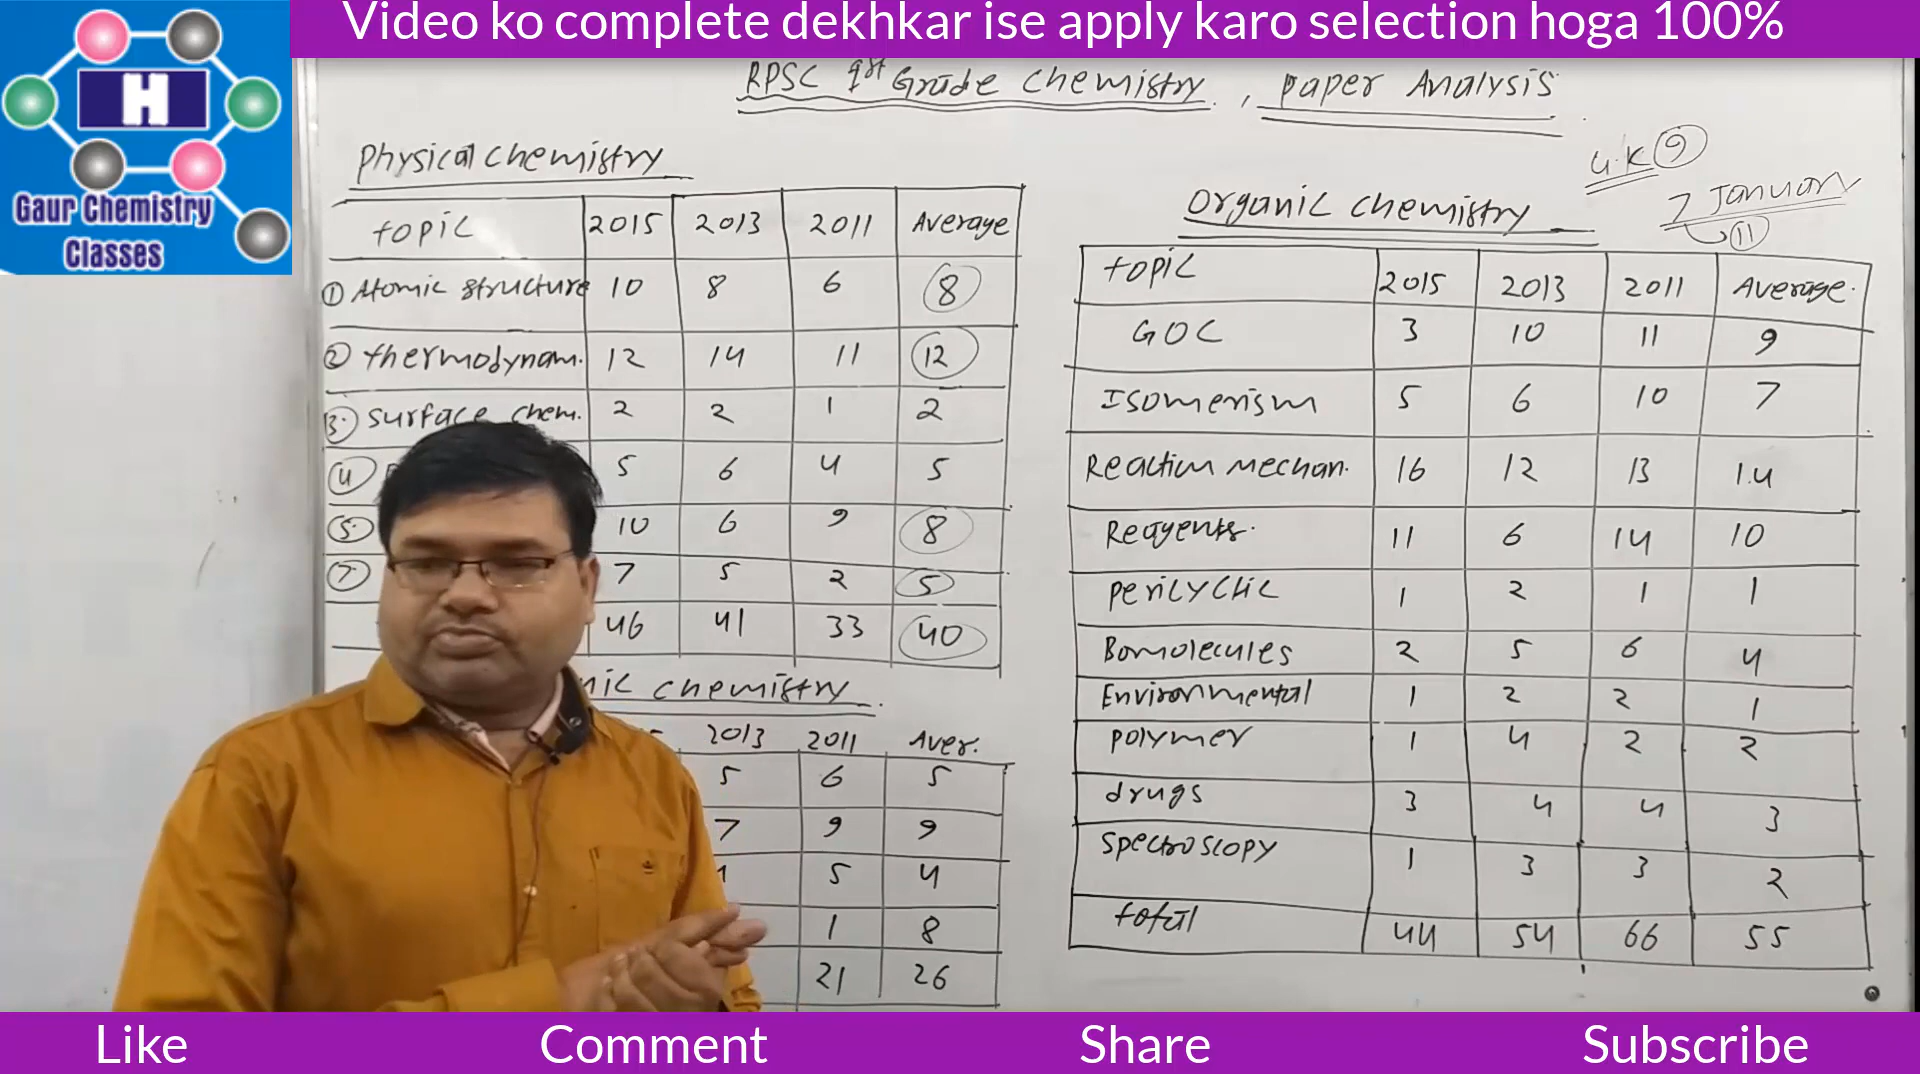 Video ko complete dekhkar ise apply karo selection hoga 100%
H
Gaur Chemistry
Classes
RPSC 1st Grade Chemistry, paper Analysis
U.K 9
7 January
11
Physical chemistry
topic 2015 2013 2011 Average
① Atomic structure 10 8 6 8
② thermodynam. 12 14 11 12
③ surface chem. 2 2 1 2
④ 5 6 4 5
⑤ 10 6 9 8
⑦ 7 5 2 5
46 41 33 40
nic chemistry
2013 2011 Aver.
5 6 5
7 9 9
5 4
1 8
21 26
Organic chemistry
topic 2015 2013 2011 Average.
GOC 3 10 11 9
Isomerism 5 6 10 7
Reaction mechan. 16 12 13 14
Reagents. 11 6 14 10
pericyclic 1 2 1 1
Bomolecules 2 5 6 4
Environmental 1 2 2 1
polymer 1 4 2 2
drugs 3 4 4 3
spectroscopy 1 3 3 2
total 44 54 66 55
Like Comment Share Subscribe